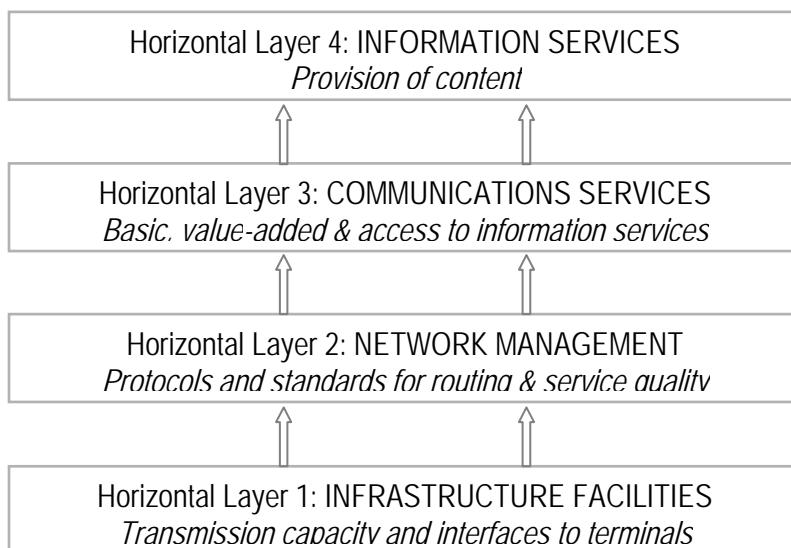 Horizontal Layer 4: INFORMATION SERVICES
Provision of content
Horizontal Layer 3: COMMUNICATIONS SERVICES
Basic, value-added & access to information services
Horizontal Layer 2: NETWORK MANAGEMENT
Protocols and standards for routing & service quality
Horizontal Layer 1: INFRASTRUCTURE FACILITIES
Transmission capacity and interfaces to terminals